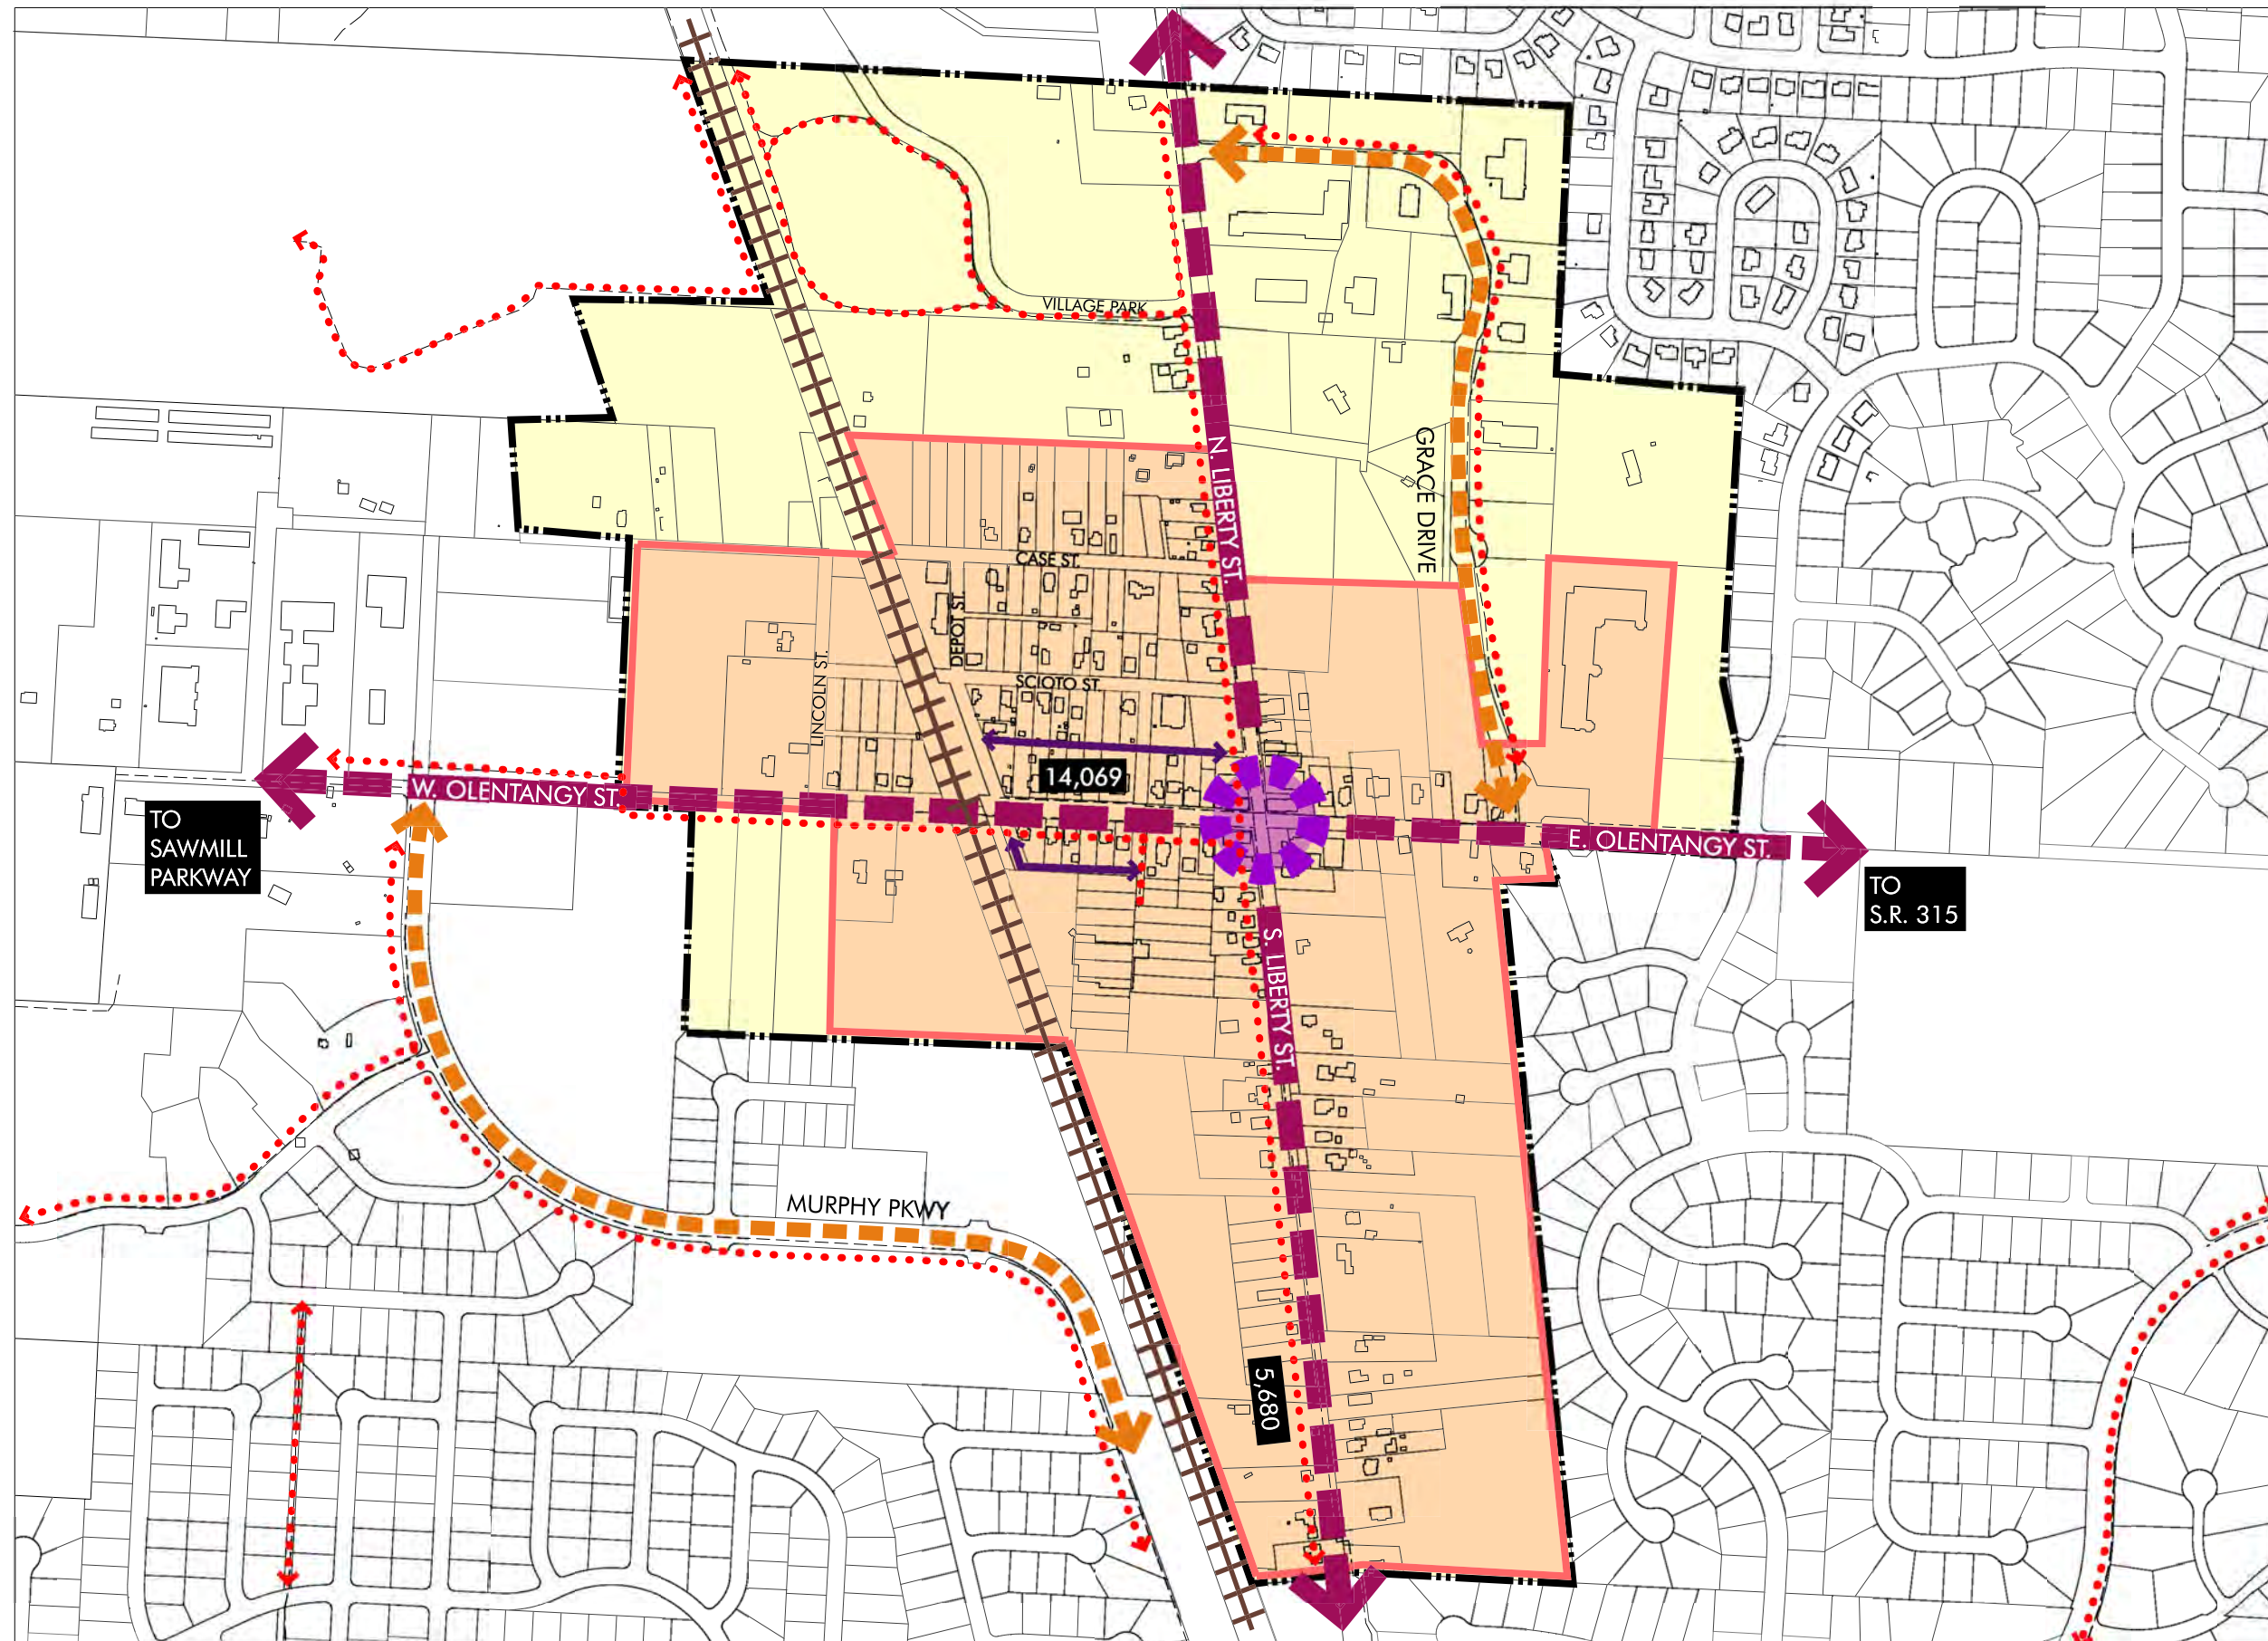 VILLAGE PARK
N. LIBERTY ST.
GRACE DRIVE
CASE ST.
DEPOT ST.
LINCOLN ST.
SCIOTO ST.
14,069
W. OLENTANGY ST.
TO
SAWMILL
PARKWAY
E. OLENTANGY ST.
TO
S.R. 315
S. LIBERTY ST.
MURPHY PKWY
5,680